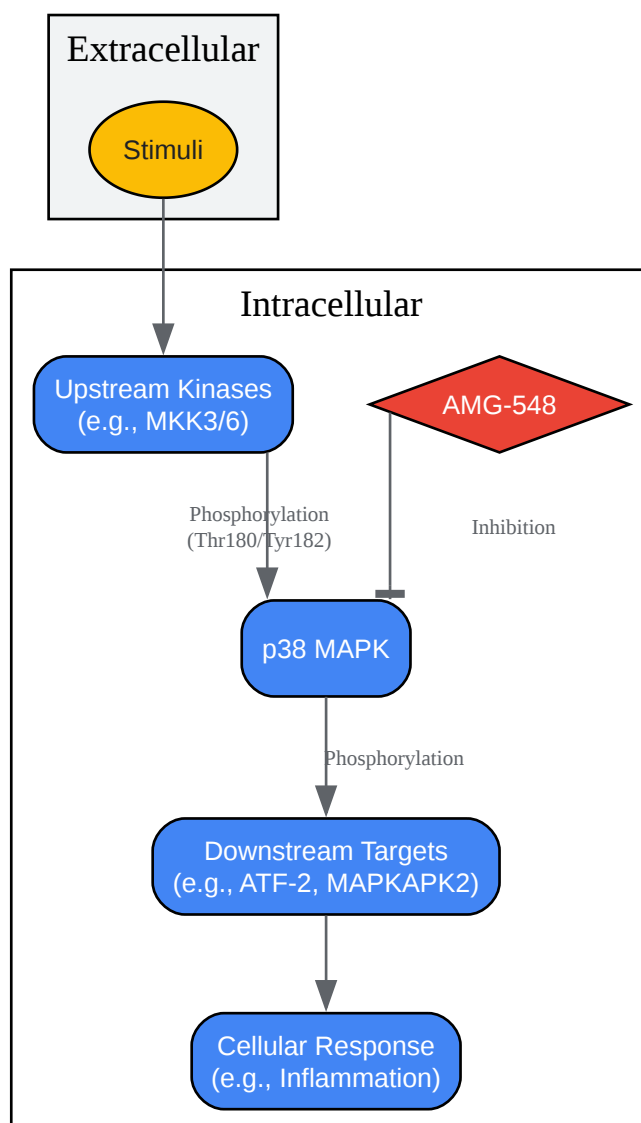 Extracellular
Stimuli
Intracellular
Upstream Kinases
(e.g., MKK3/6)
AMG-548
Phosphorylation
(Thr180/Tyr182)
Inhibition
p38 MAPK
Phosphorylation
Downstream Targets
(e.g., ATF-2, MAPKAPK2)
Cellular Response
(e.g., Inflammation)